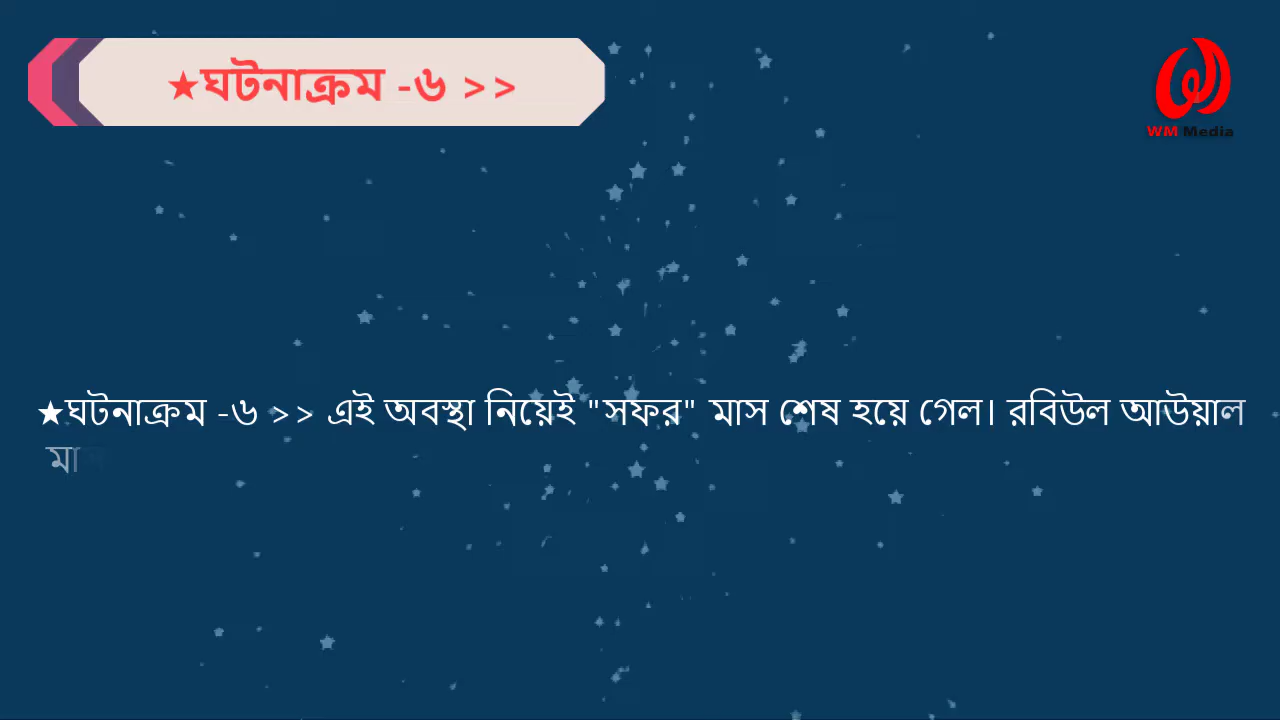 ★ঘটনাক্রম -৬ >>
WM Media
★ঘটনাক্রম -৬ >> এই অবস্থা নিয়েই "সফর" মাস শেষ হয়ে গেল। রবিউল আউয়াল